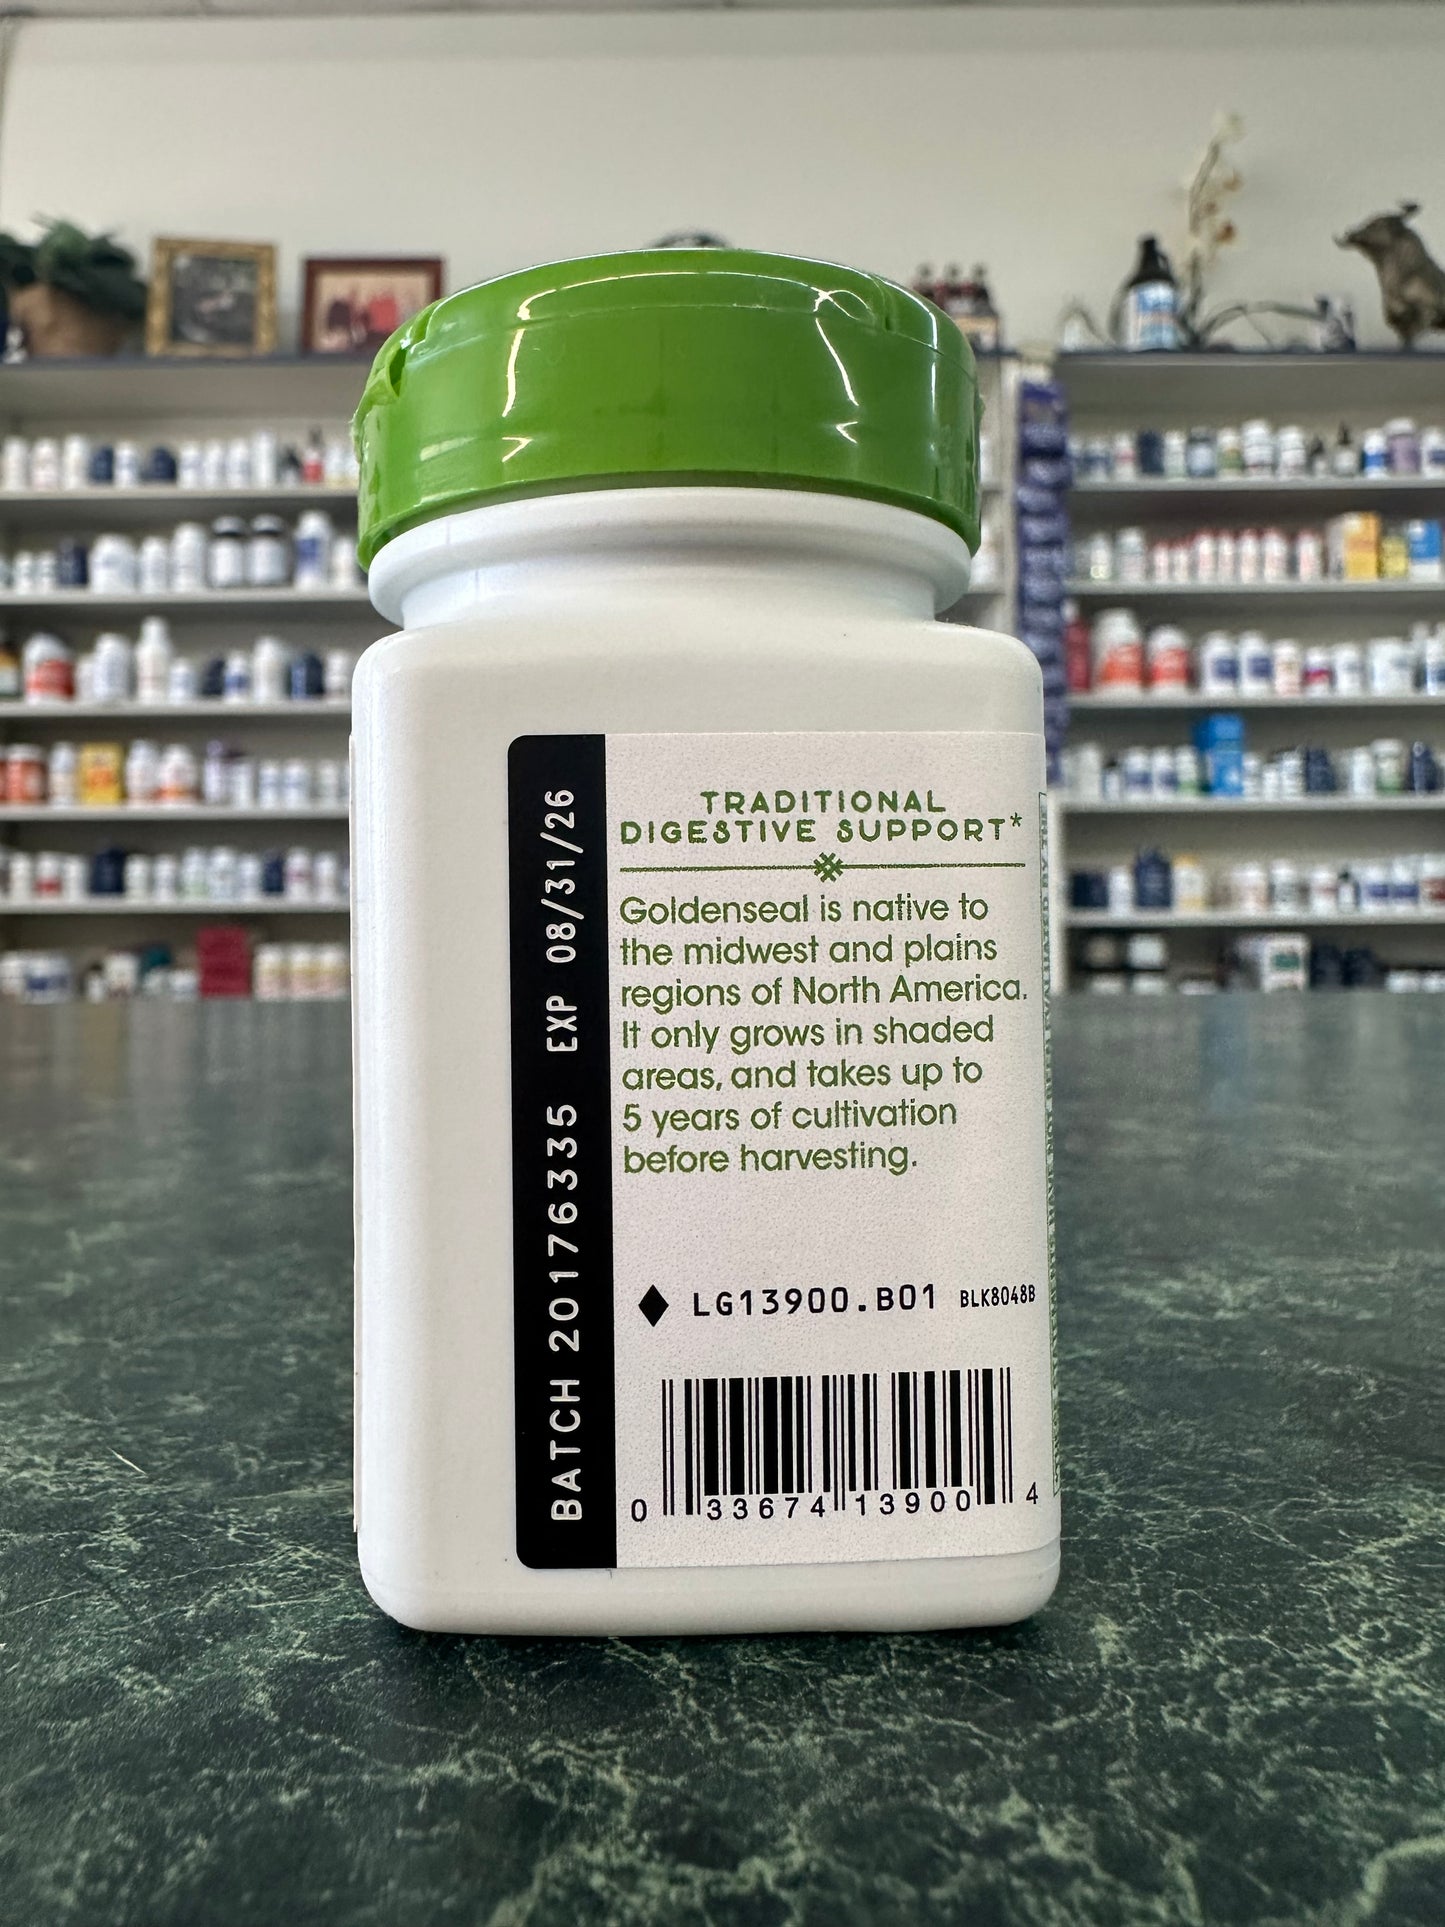 BATCH 20176335 EXP 08/31/26
TRADITIONAL
DIGESTIVE SUPPORT*
Goldenseal is native to
the midwest and plains
regions of North America.
It only grows in shaded
areas, and takes up to
5 years of cultivation
before harvesting.
LG13900.B01 BLK8048B
0 33674 13900 4